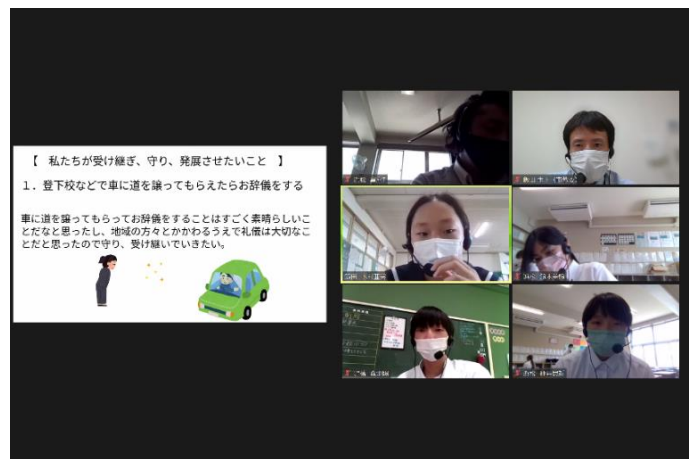 【 私たちが受け継ぎ、守り、発展させたいこと 】
1．登下校などで車に道を譲ってもらえたらお辞儀をする
車に道を譲ってもらってお辞儀をすることはすごく素晴らしいこ
とだなと思ったし、地域の方々とかかわるうえで礼儀は大切なこ
とだと思ったので守り、受け継いでいきたい。